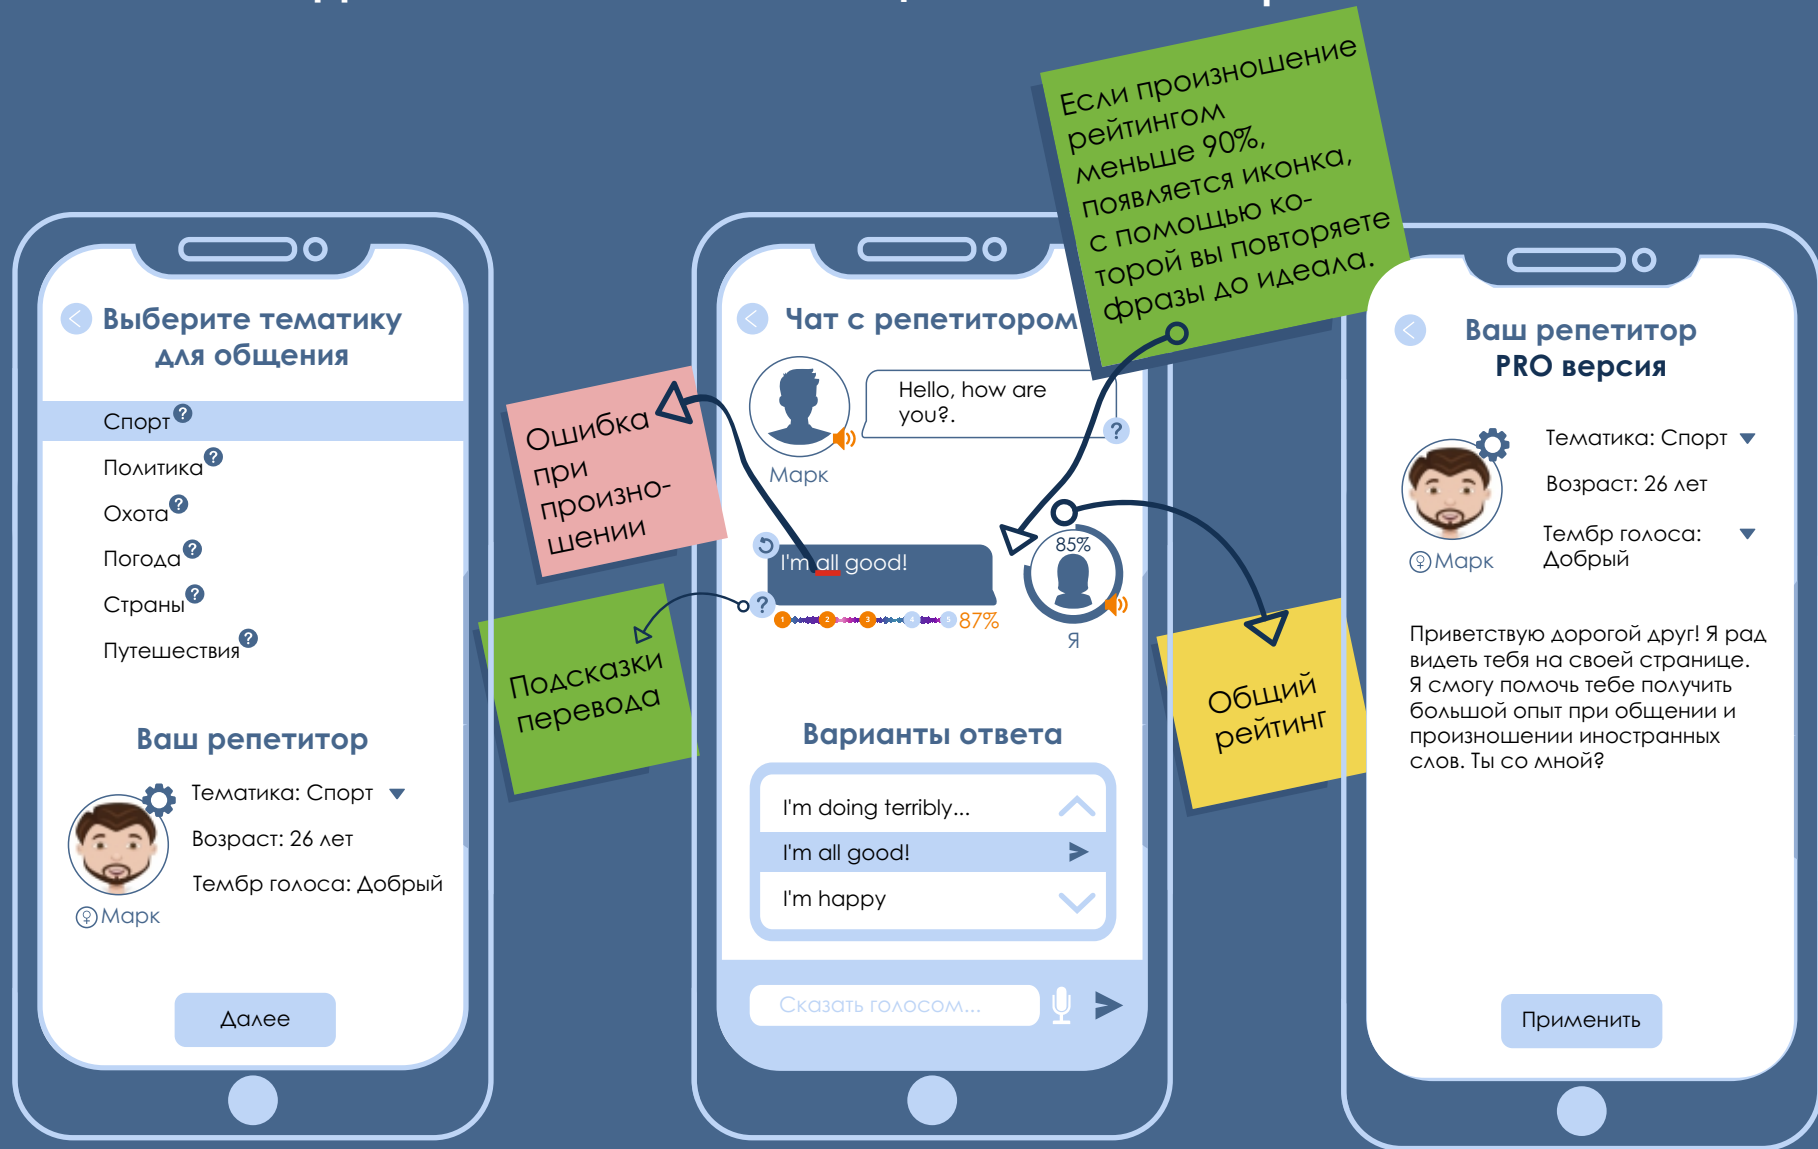 Выберите тематику
для общения
Спорт?
Политика?
Охота?
Погода?
Страны?
Путешествия?
Ваш репетитор
Тематика: Спорт
Возраст: 26 лет
Тембр голоса: Добрый
Марк
Далее
Ошибка
при
произно-
шении
Подсказки
перевода
Чат с репетитором
Hello, how are
you?.
?
Марк
I'm all good!
?
1 2 3 4 5 87%
85%
Я
Варианты ответа
I'm doing terribly...
I'm all good!
I'm happy
Сказать голосом...
Если произношение
рейтингом
меньше 90%,
появляется иконка,
с помощью ко-
торой вы повторяете
фразы до идеала.
Общий
рейтинг
Ваш репетитор
PRO версия
Тематика: Спорт
Возраст: 26 лет
Тембр голоса:
Добрый
Марк
Приветствую дорогой друг! Я рад
видеть тебя на своей странице.
Я смогу помочь тебе получить
большой опыт при общении и
произношении иностранных
слов. Ты со мной?
Применить